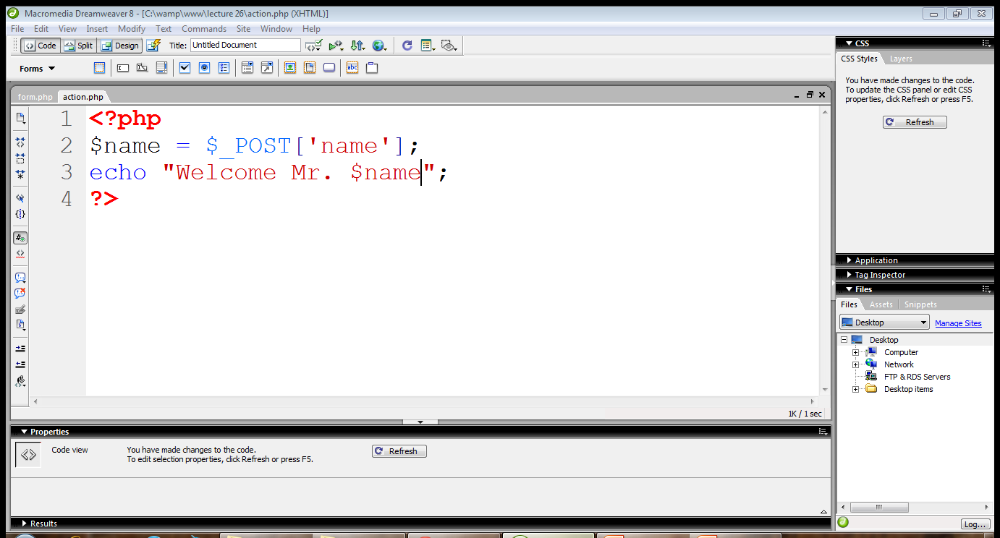 Macromedia Dreamweaver 8 - [C:\wamp\www\lecture 26\action.php (XHTML)]
File Edit View Insert Modify Text Commands Site Window Help
Code Split Design Title: Untitled Document
Forms
form.php action.php
1 <?php
2 $name = $_POST['name'];
3 echo "Welcome Mr. $name";
4 ?>
1K / 1 sec
Properties
Code view
You have made changes to the code.
To edit selection properties, click Refresh or press F5.
Refresh
Results
CSS
CSS Styles Layers
You have made changes to the code.
To update the CSS panel or edit CSS
properties, click Refresh or press F5.
Refresh
Application
Tag Inspector
Files
Files Assets Snippets
Desktop Manage Sites
Desktop
Computer
Network
FTP & RDS Servers
Desktop items
Log...